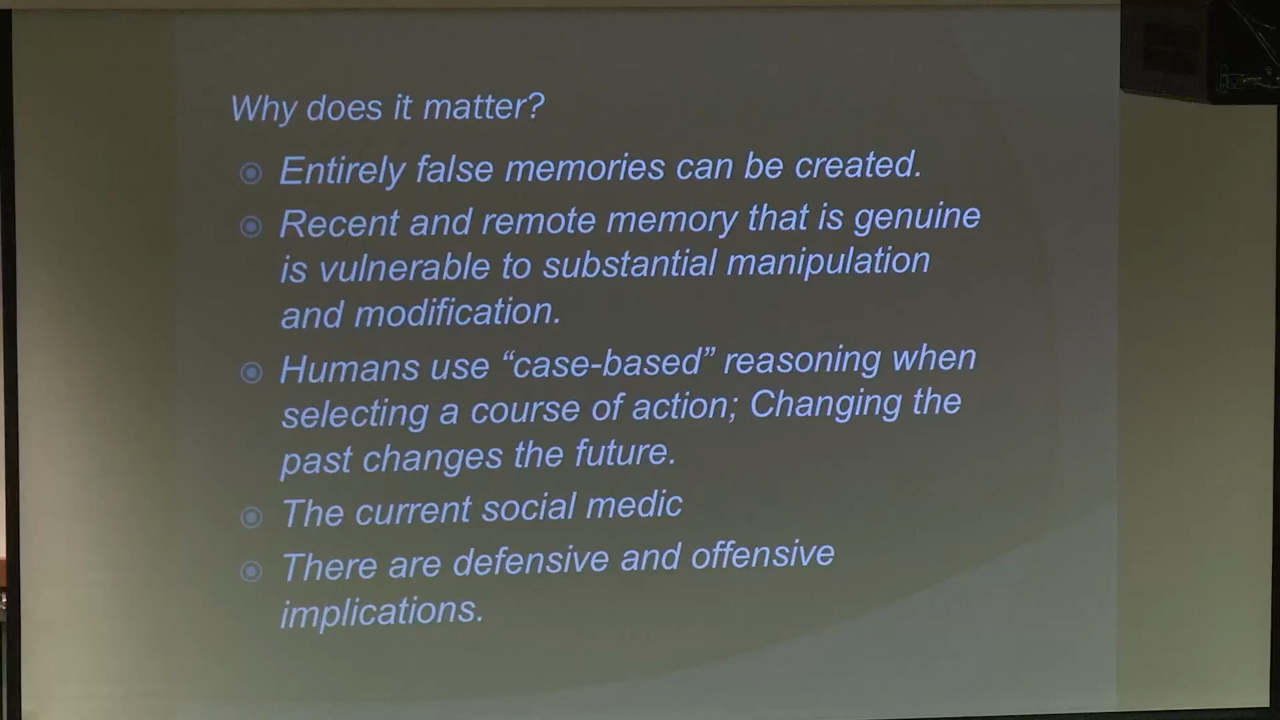 Why does it matter?
Entirely false memories can be created.
Recent and remote memory that is genuine
is vulnerable to substantial manipulation
and modification.
Humans use “case-based” reasoning when
selecting a course of action; Changing the
past changes the future.
The current social medic
There are defensive and offensive
implications.